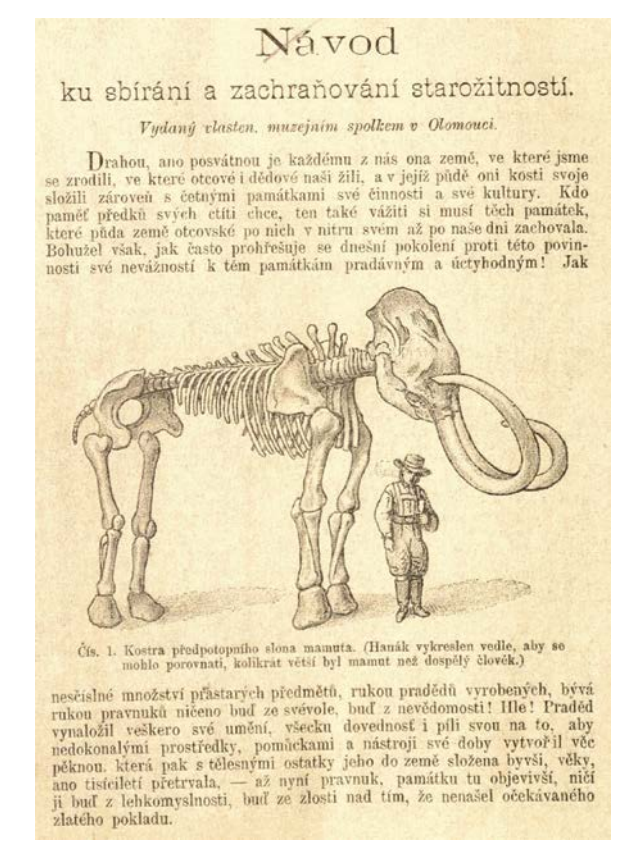 Návod
ku sbírání a zachraňování starožitností.
Vydaný vlasten. muzejním spolkem v Olomouci.
Drahou, ano posvátnou je každému z nás ona země, ve které jsme
se zrodili, ve které otcové i dědové naši žili, a v jejíž půdě oni kosti svoje
složili zároveň s četnými památkami své činnosti a své kultury. Kdo
paměť předků svých ctíti chce, ten také vážiti si musí těch památek,
které půda země otcovské po nich v nitru svém až po naše dni zachovala.
Bohužel však, jak často prohřešuje se dnešní pokolení proti této povin-
nosti své nevážností k těm památkám pradávným a úctyhodným! Jak
Čís. 1. Kostra předpotopního slona mamuta. (Hanák vykreslen vedle, aby se
mohlo porovnati, kolikrát větší byl mamut než dospělý člověk.)
nesčíslné množství přastarých předmětů, rukou pradědů vyrobených, bývá
rukou pravnuků ničeno buď ze svévole, buď z nevědomosti! Hle! Praděd
vynaložil veškero své umění, všecku dovednost i píli svou na to, aby
nedokonalými prostředky, pomůckami a nástroji své doby vytvořil věc
pěknou, která pak s tělesnými ostatky jeho do země složena byvši, věky,
ano tisíciletí přetrvala, — až nyní pravnuk, památku tu objevivší, ničí
ji buď z lehkomyslnosti, buď ze zlosti nad tím, že nenašel očekávaného
zlatého pokladu.